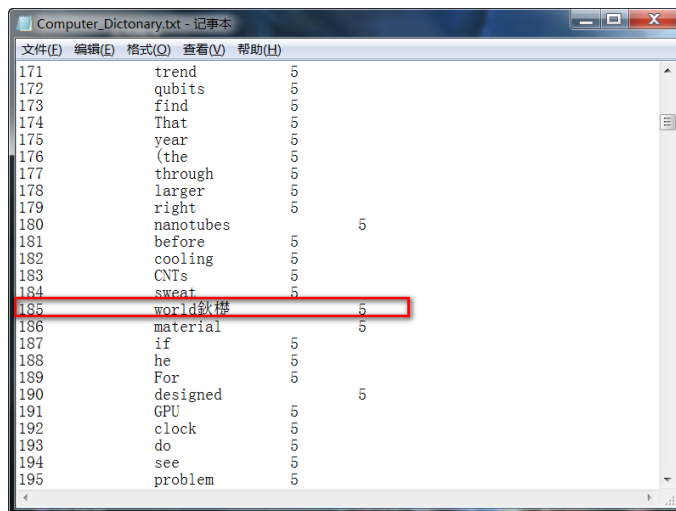 Computer_Dictonary.txt - 记事本
文件(F) 编辑(E) 格式(O) 查看(V) 帮助(H)
171 trend 5
172 qubits 5
173 find 5
174 That 5
175 year 5
176 (the 5
177 through 5
178 larger 5
179 right 5
180 nanotubes 5
181 before 5
182 cooling 5
183 CNTs 5
184 sweat 5
185 world鈥檚 5
186 material 5
187 if 5
188 he 5
189 For 5
190 designed 5
191 GPU 5
192 clock 5
193 do 5
194 see 5
195 problem 5